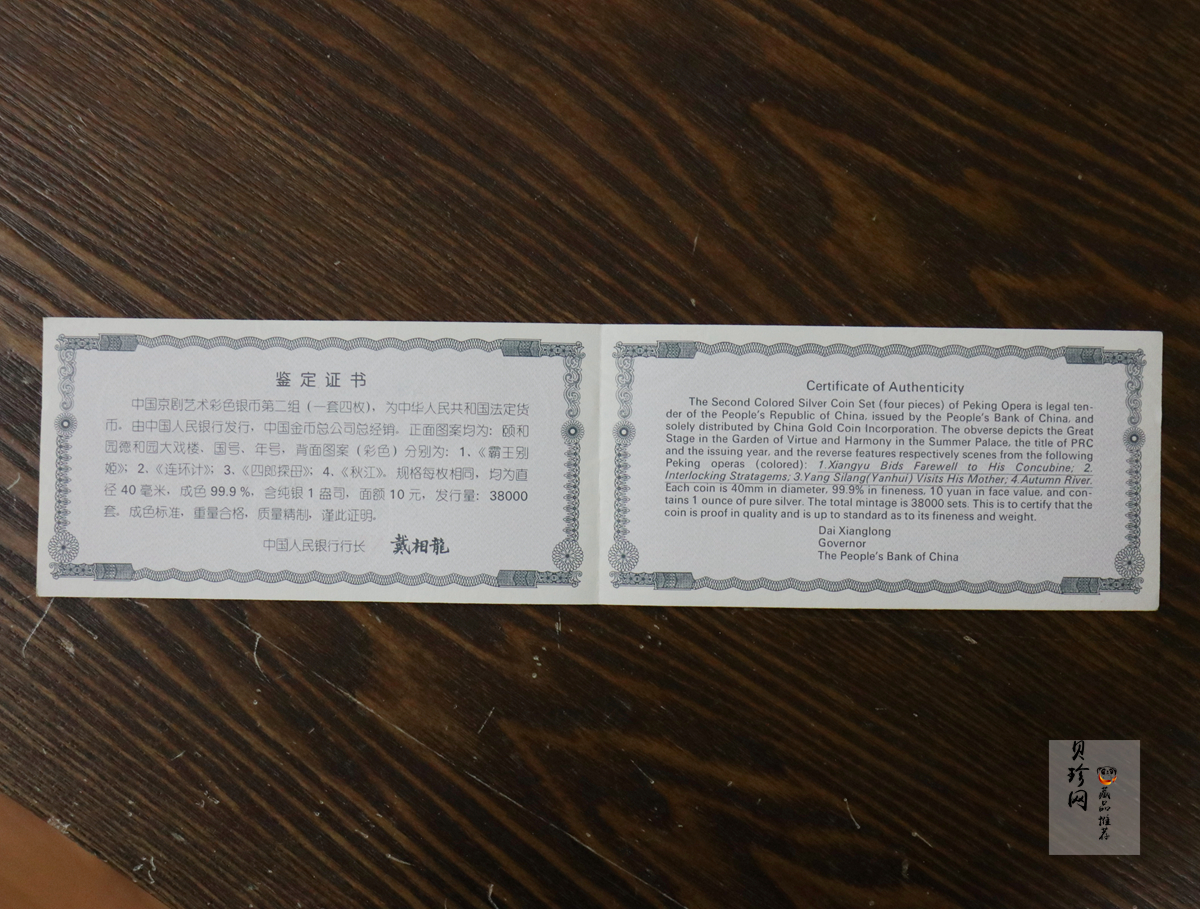 鉴定证书
中国京剧艺术彩色银币第二组（一套四枚），为中华人民共和国法定货
币，由中国人民银行发行，中国金币总公司总经销。正面图案均为：颐和
园德和园大戏楼、国号、年号，背面图案（彩色）分别为：1、《霸王别
姬》；2、《连环计》；3、《四郎探母》；4、《秋江》。规格每枚相同，均为直
径 40 毫米，成色 99.9 %，含纯银 1 盎司，面额 10 元，发行量：38000
套。成色标准，重量合格，质量精制，谨此证明。
中国人民银行行长 戴相龍
Certificate of Authenticity
The Second Colored Silver Coin Set (four pieces) of Peking Opera is legal ten-
der of the People's Republic of China, issued by the People's Bank of China, and
solely distributed by China Gold Coin Incorporation. The obverse depicts the Great
Stage in the Garden of Virtue and Harmony in the Summer Palace, the title of PRC
and the issuing year, and the reverse features respectively scenes from the following
Peking operas (colored): 1.Xiangyu Bids Farewell to His Concubine; 2.
Interlocking Stratagems; 3.Yang Silang(Yanhui) Visits His Mother; 4.Autumn River.
Each coin is 40mm in diameter, 99.9% in fineness, 10 yuan in face value, and con-
tains 1 ounce of pure silver. The total mintage is 38000 sets. This is to certify that the
coin is proof in quality and is up to standard as to its fineness and weight.
Dai Xianglong
Governor
The People's Bank of China
贝珍网
藏品推荐